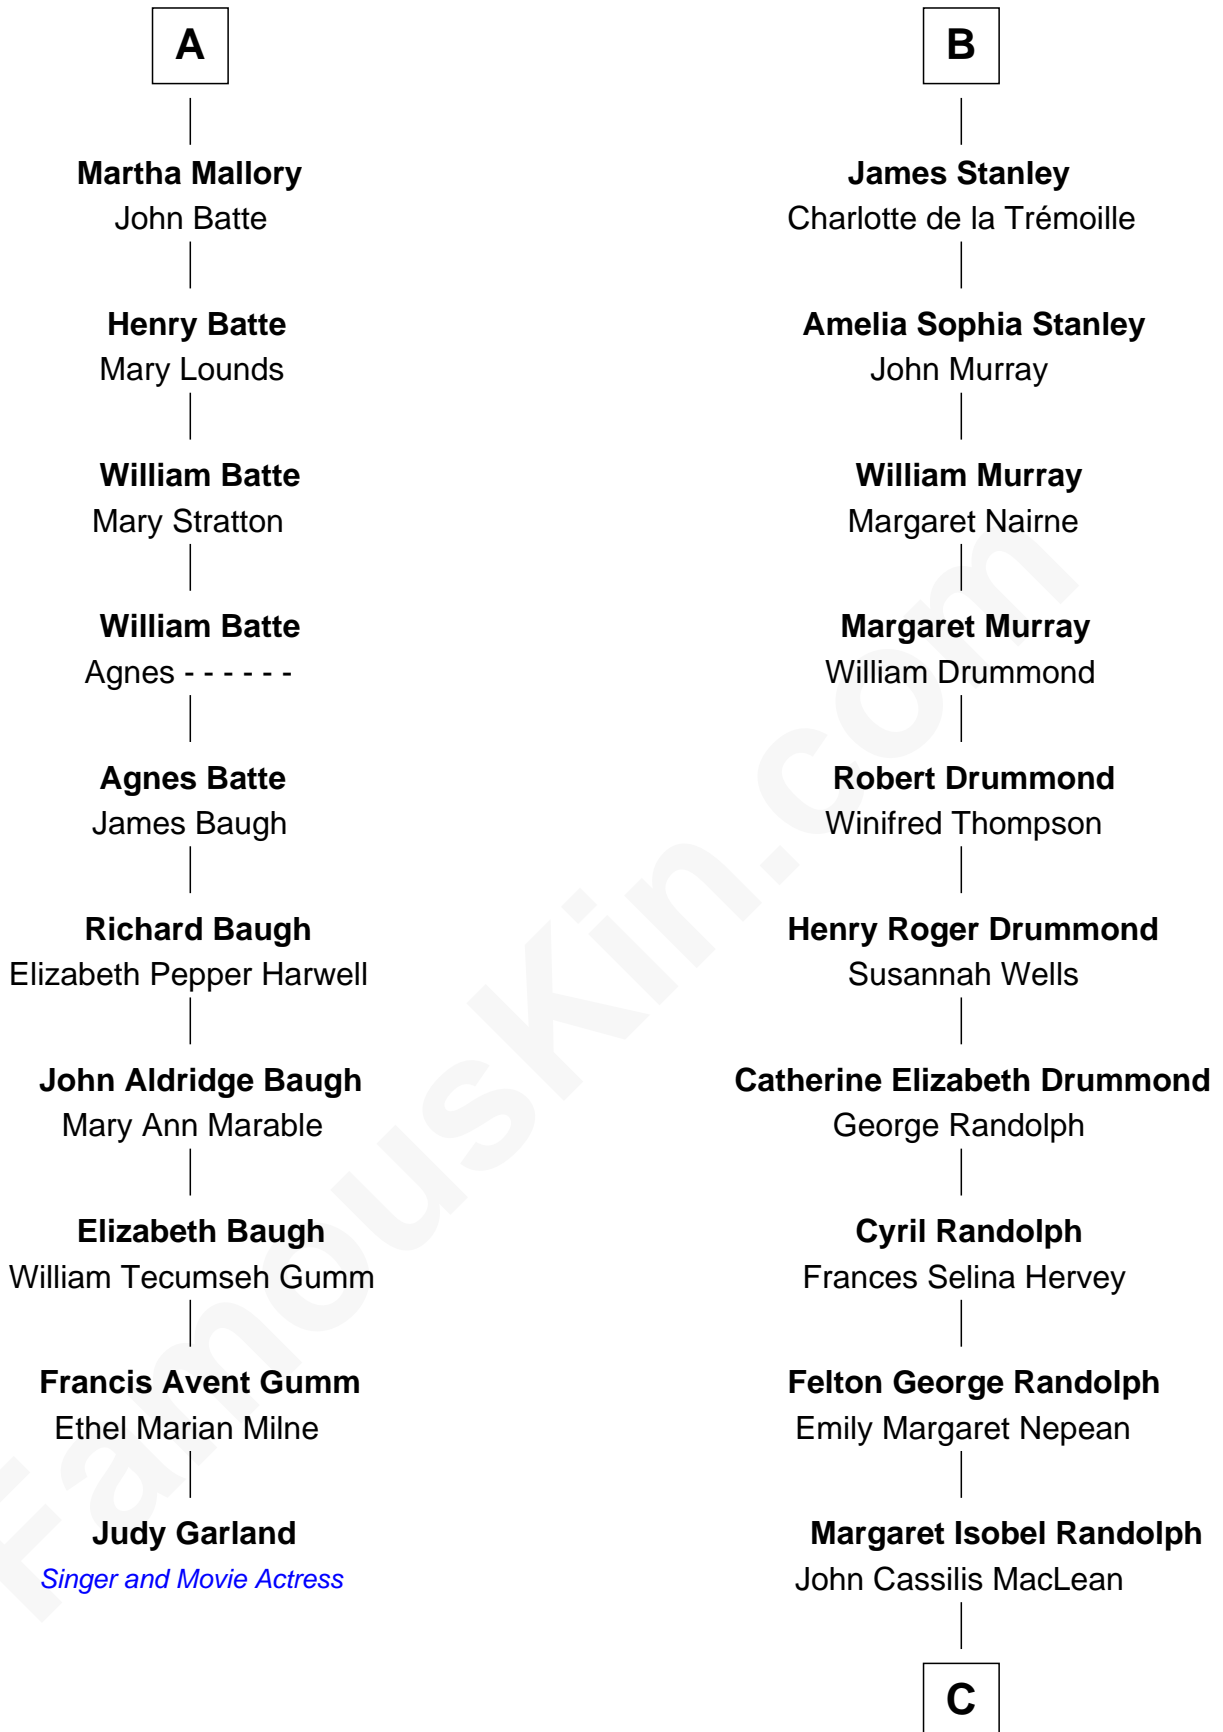 A
Martha Mallory
John Batte
Henry Batte
Mary Lounds
William Batte
Mary Stratton
William Batte
Agnes - - - - - -
Agnes Batte
James Baugh
Richard Baugh
Elizabeth Pepper Harwell
John Aldridge Baugh
Mary Ann Marable
Elizabeth Baugh
William Tecumseh Gumm
Francis Avent Gumm
Ethel Marian Milne
Judy Garland
Singer and Movie Actress
B
James Stanley
Charlotte de la Trémoille
Amelia Sophia Stanley
John Murray
William Murray
Margaret Nairne
Margaret Murray
William Drummond
Robert Drummond
Winifred Thompson
Henry Roger Drummond
Susannah Wells
Catherine Elizabeth Drummond
George Randolph
Cyril Randolph
Frances Selina Hervey
Felton George Randolph
Emily Margaret Nepean
Margaret Isobel Randolph
John Cassilis MacLean
C
FamousKin.com